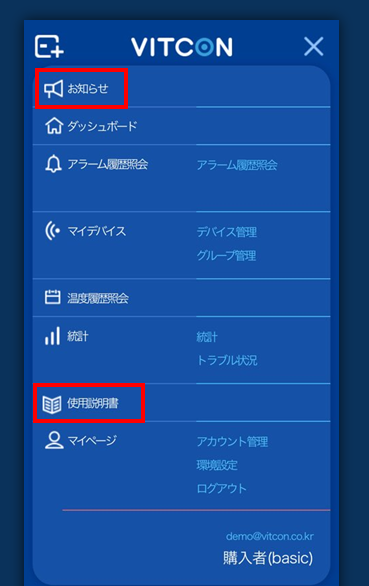 VITCON
お知らせ
ダッシュボード
アラーム履歴照会 アラーム履歴照会
マイデバイス デバイス管理
グループ管理
温度履歴照会
統計 統計
トラブル状況
使用説明書
マイページ アカウント管理
環境設定
ログアウト
demo@vitcon.co.kr
購入者(basic)